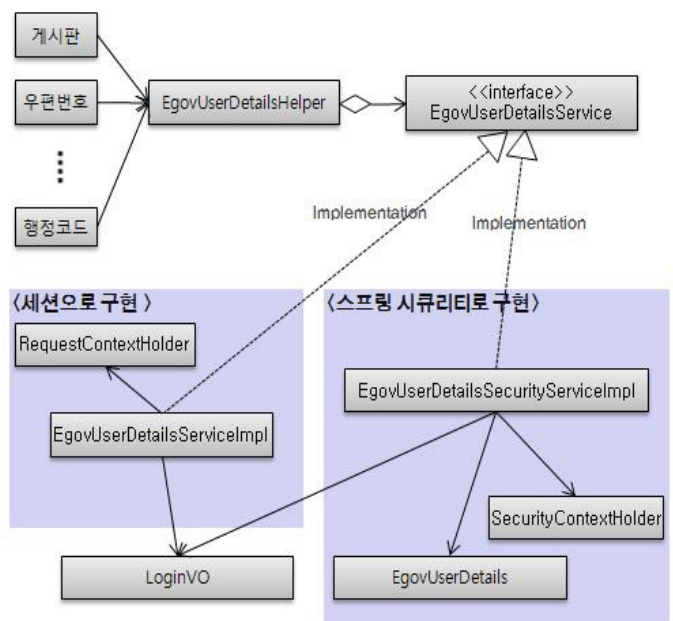 게시판
우편번호
행정코드
EgovUserDetailsHelper
<<interface>>
EgovUserDetailsService
Implementation
Implementation
<세션으로 구현 >
RequestContextHolder
EgovUserDetailsServiceImpl
<스프링 시큐리티로 구현>
EgovUserDetailsSecurityServiceImpl
SecurityContextHolder
LoginVO
EgovUserDetails